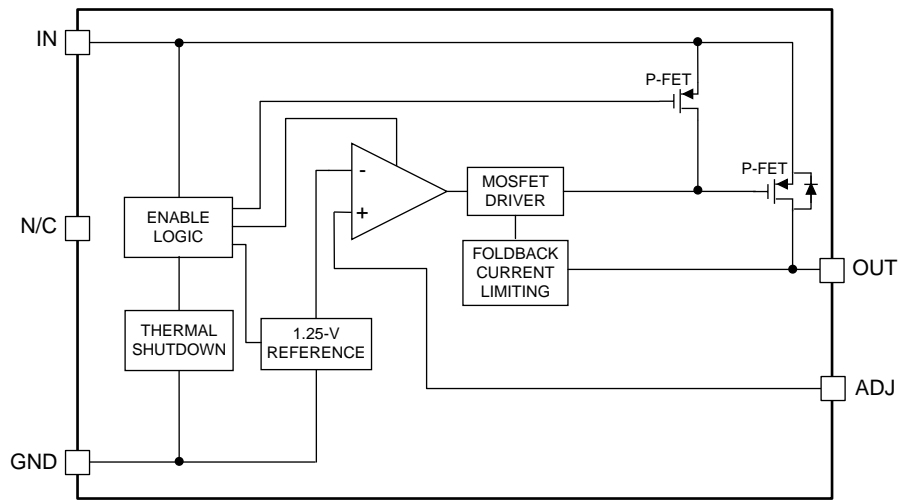 IN
P-FET
P-FET
-
+
MOSFET
DRIVER
N/C
ENABLE
LOGIC
FOLDBACK
CURRENT
LIMITING
OUT
THERMAL
SHUTDOWN
1.25-V
REFERENCE
ADJ
GND